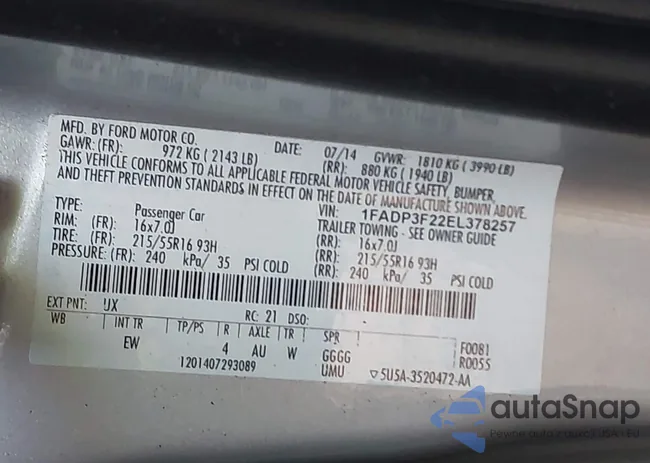 MFD. BY FORD MOTOR CO.
DATE: 07/14 GVWR: 1810 KG ( 3990 LB)
GAWR:(FR): 972 KG ( 2143 LB) (RR): 880 KG ( 1940 LB)
THIS VEHICLE CONFORMS TO ALL APPLICABLE FEDERAL MOTOR VEHICLE SAFETY, BUMPER,
AND THEFT PREVENTION STANDARDS IN EFFECT ON THE DATE OF MANUFACTURE SHOWN ABOVE.
VIN: 1FADP3F22EL378257
TYPE: Passenger Car TRAILER TOWING - SEE OWNER GUIDE
RIM: (FR) 16x7.0J (RR): 16x7.0J
TIRE: (FR): 215/55R16 93H (RR): 215/55R16 93H
PRESSURE: (FR): 240 kPa/ 35 PSI COLD (RR): 240 kPa/ 35 PSI COLD
EXT PNT: UX RC: 21 DSO:
WB INT TR TP/PS R AXLE TR SPR F0081
EW 4 AU W GGGG R0055
1201407293089 UMU ▽5U5A-3520472-AA
autaSnap
Pewne auto z